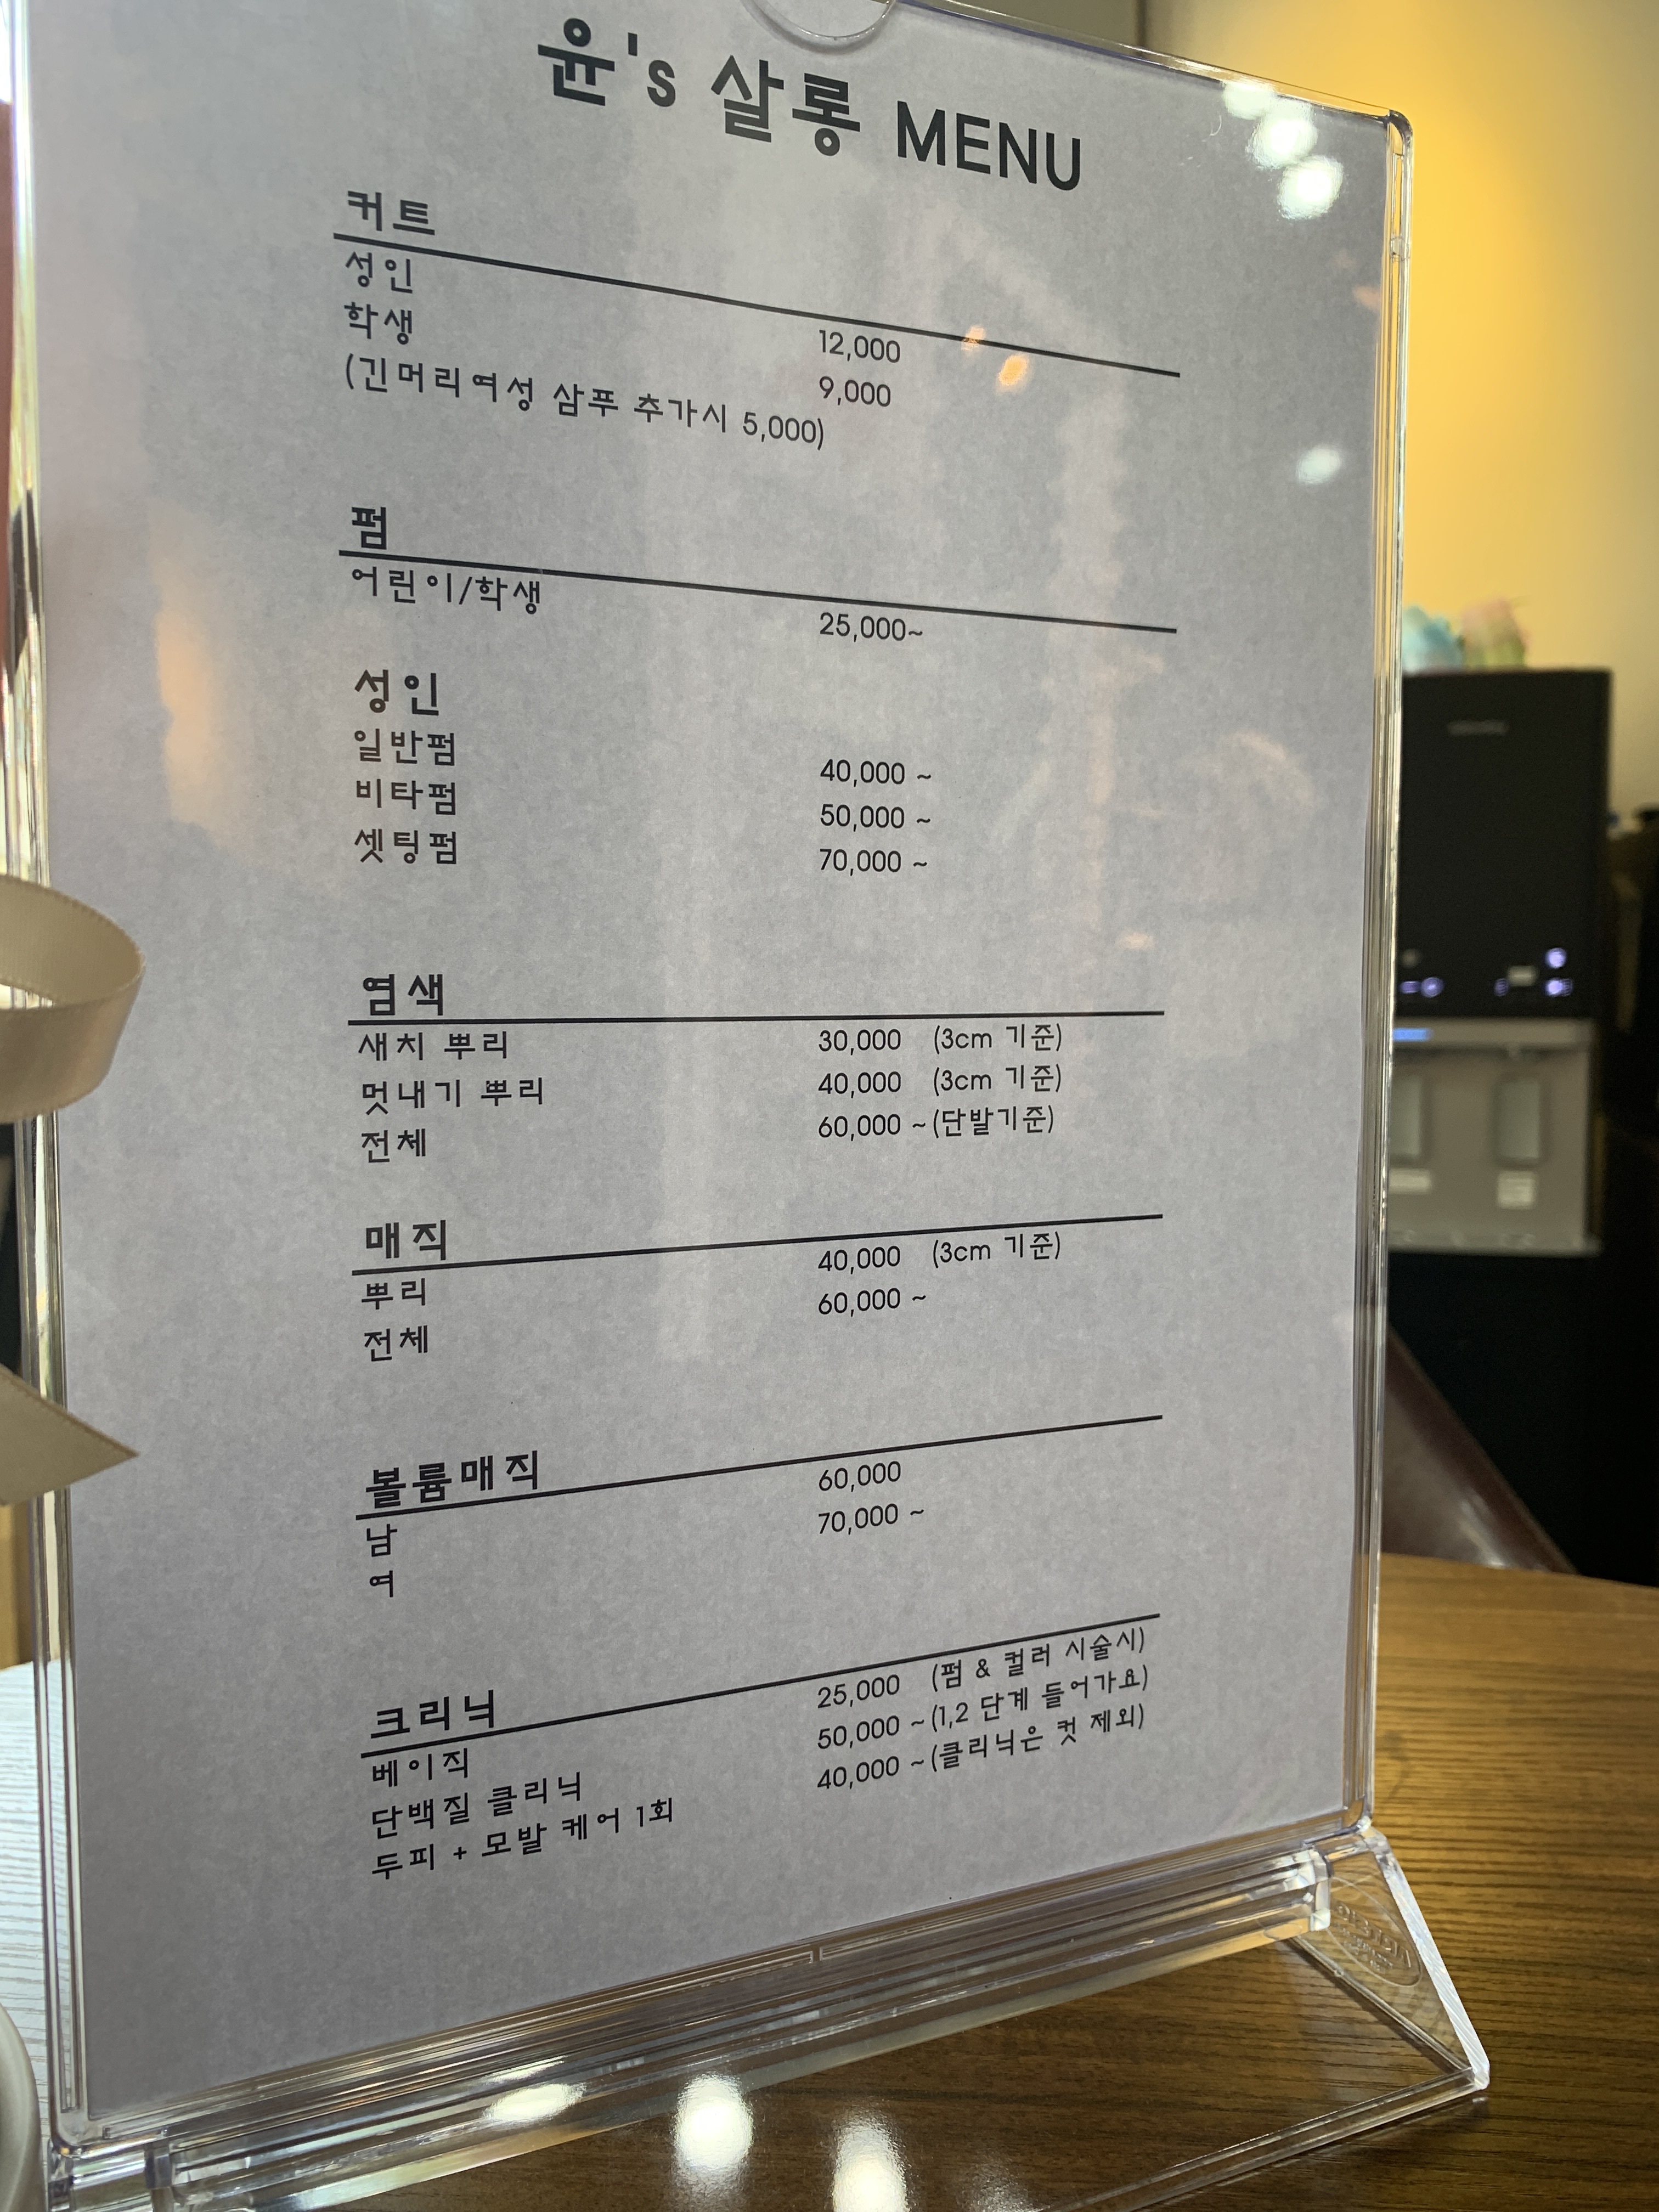 윤's 살롱 MENU
커트
성인 12,000
학생 9,000
(긴머리여성 삼푸 추가시 5,000)
펌
어린이/학생 25,000~
성인
일반펌 40,000 ~
비타펌 50,000 ~
셋팅펌 70,000 ~
염색
새치 뿌리 30,000 (3cm 기준)
멋내기 뿌리 40,000 (3cm 기준)
전체 60,000 ~(단발기준)
매직
뿌리 40,000 (3cm 기준)
전체 60,000 ~
볼륨매직
남 60,000
여 70,000 ~
크리닉
베이직 25,000 (펌 & 컬러 시술시)
단백질 클리닉 50,000 ~(1,2 단계 들어가요)
두피 + 모발 케어 1회 40,000 ~(클리닉은 컷 제외)